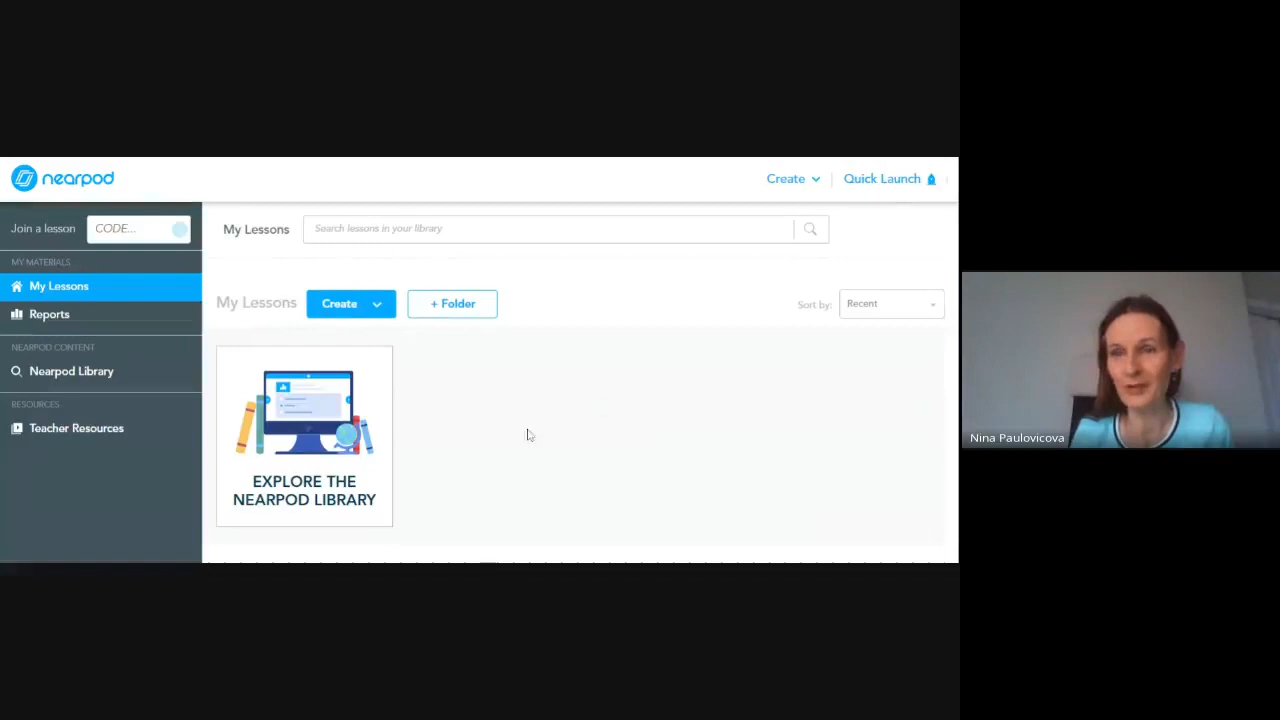 nearpod
Create
Quick Launch
Join a lesson
CODE...
My Lessons
Search lessons in your library
MY MATERIALS
My Lessons
Reports
NEARPOD CONTENT
Nearpod Library
RESOURCES
Teacher Resources
My Lessons
Create
+ Folder
Sort by:
Recent
EXPLORE THE
NEARPOD LIBRARY
Nina Paulovicova